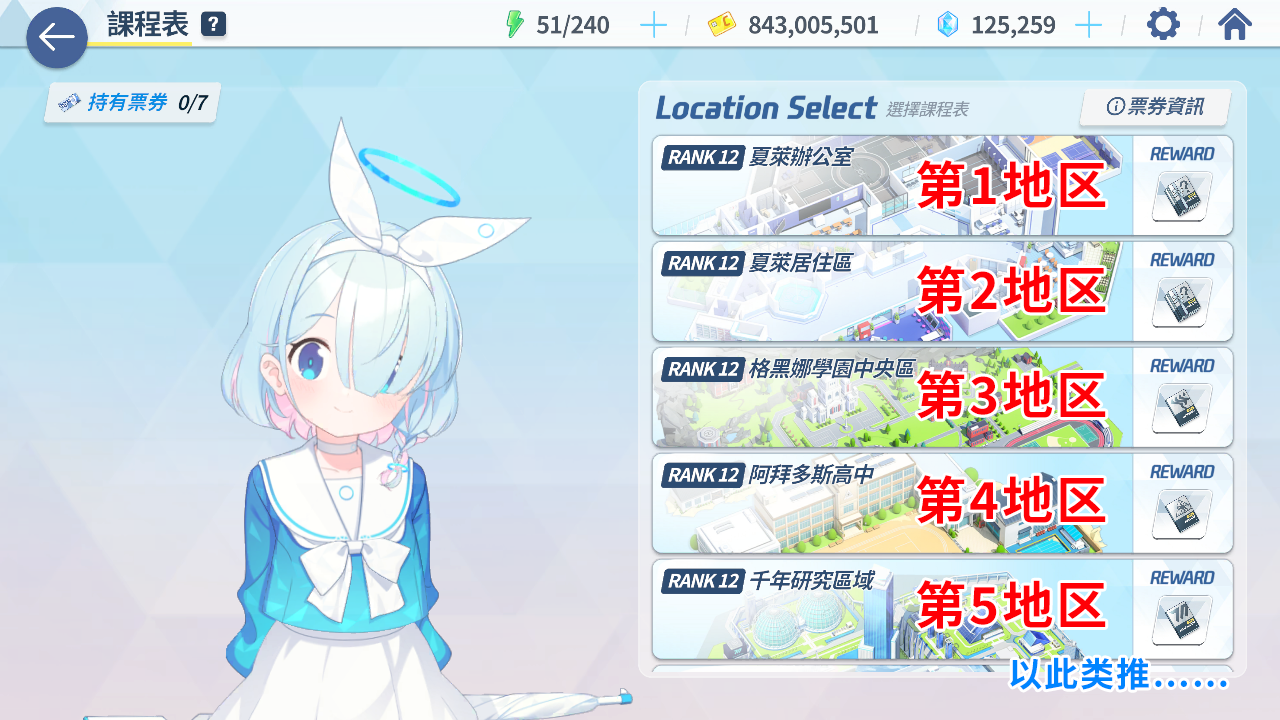 課程表 ?
51/240
843,005,501
125,259
持有票券 0/7
Location Select 選擇課程表
票券資訊
RANK 12 夏萊辦公室
第1地区
REWARD
RANK 12 夏萊居住區
第2地区
REWARD
RANK 12 格黑娜學園中央區
第3地区
REWARD
RANK 12 阿拜多斯高中
第4地区
REWARD
RANK 12 千年研究區域
第5地区
REWARD
以此类推……